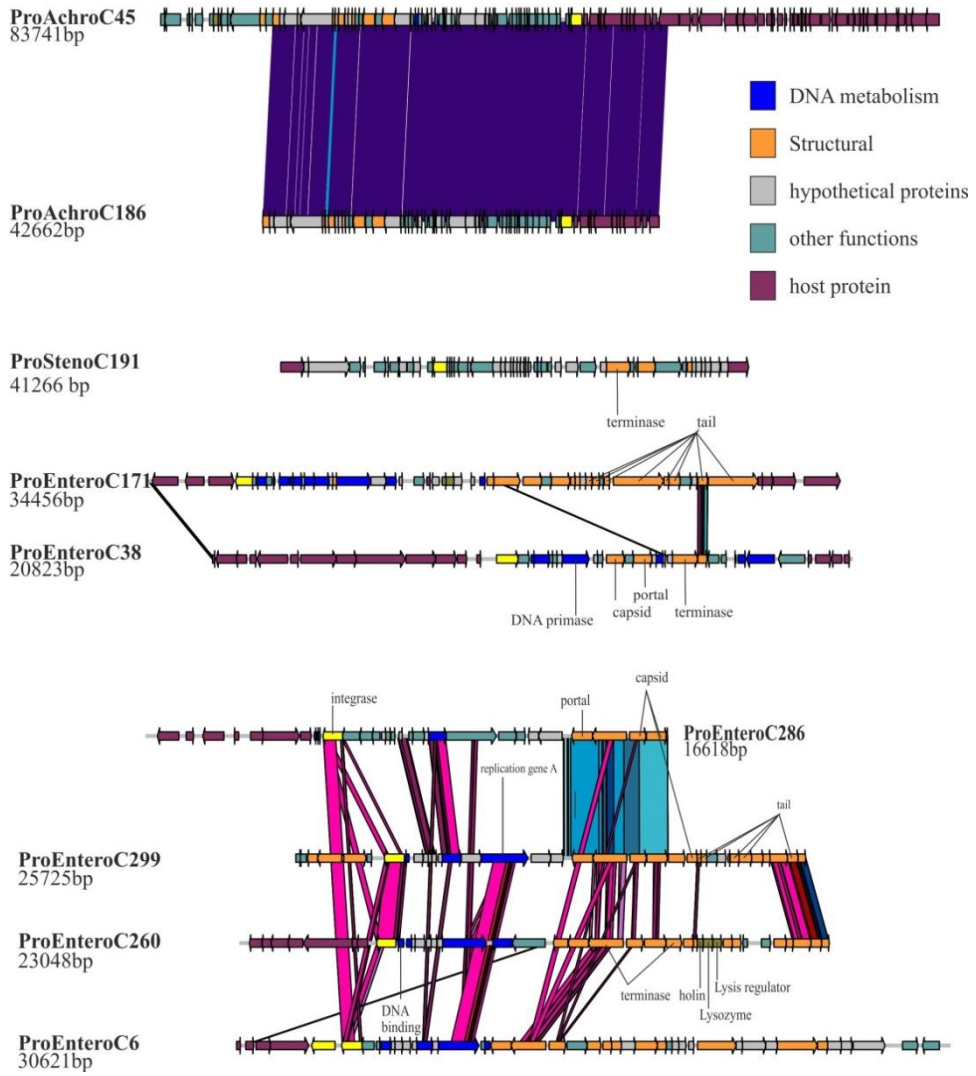 ProAchroC45
83741bp
DNA metabolism
Structural
hypothetical proteins
other functions
host protein
ProAchroC186
42662bp
ProStenoC191
41266 bp
terminase
tail
ProEnteroC171
34456bp
ProEnteroC38
20823bp
DNA primase
capsid
portal
terminase
integrase
portal
capsid
ProEnteroC286
16618bp
replication gene A
tail
ProEnteroC299
25725bp
ProEnteroC260
23048bp
DNA
binding
terminase
holin
Lysozyme
Lysis regulator
ProEnteroC6
30621bp